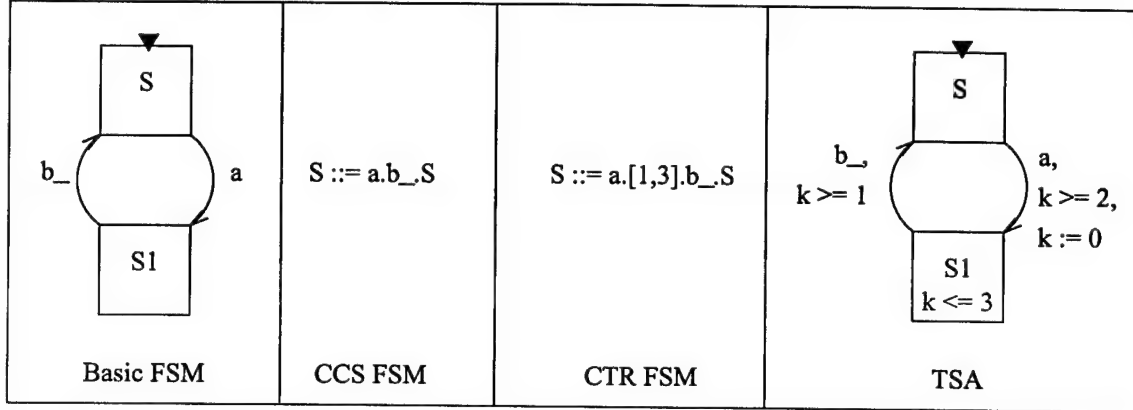 S
b_
a
S1
Basic FSM
S ::= a.b_.S
CCS FSM
S ::= a.[1,3].b_.S
CTR FSM
S
b_,
k >= 1
a,
k >= 2,
k := 0
S1
k <= 3
TSA